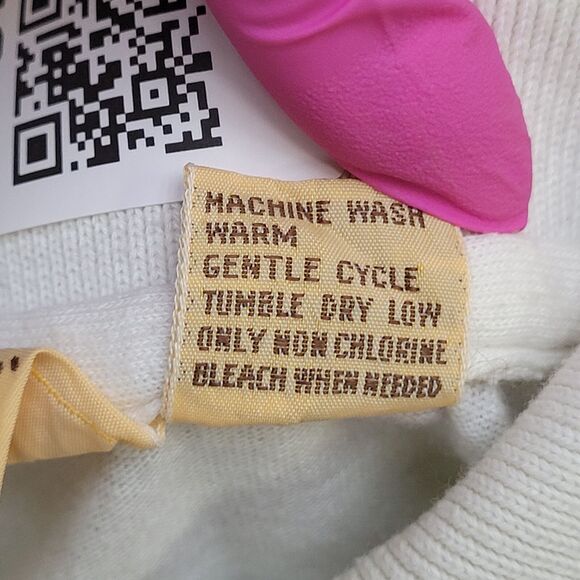 MACHINE WASH
WARM
GENTLE CYCLE
TUMBLE DRY LOW
ONLY NON CHLORINE
BLEACH WHEN NEEDED